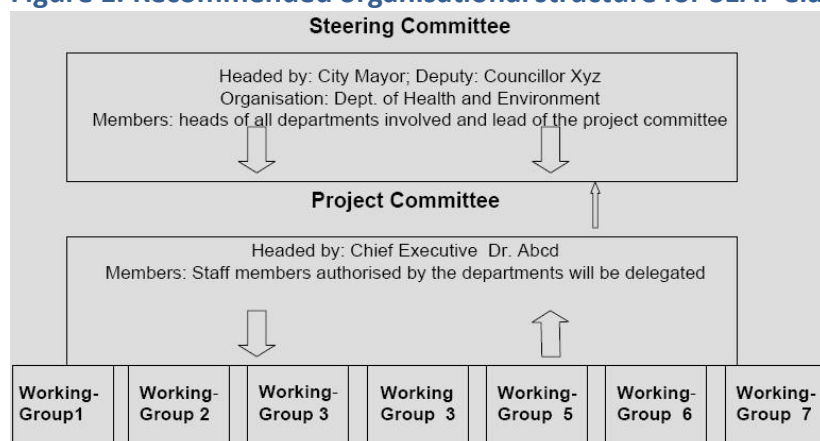 Figure 1: Recommended organisational structure for
Steering Committee
Headed by: City Mayor; Deputy: Councillor Xyz
Organisation: Dept. of Health and Environment
Members: heads of all departments involved and lead of the project committee
Project Committee
Headed by: Chief Executive Dr. Abcd
Members: Staff members authorised by the departments will be delegated
Working-
Group1
Working-
Group 2
Working-
Group 3
Working
Group 3
Working-
Group 5
Working-
Group 6
Working-
Group 7